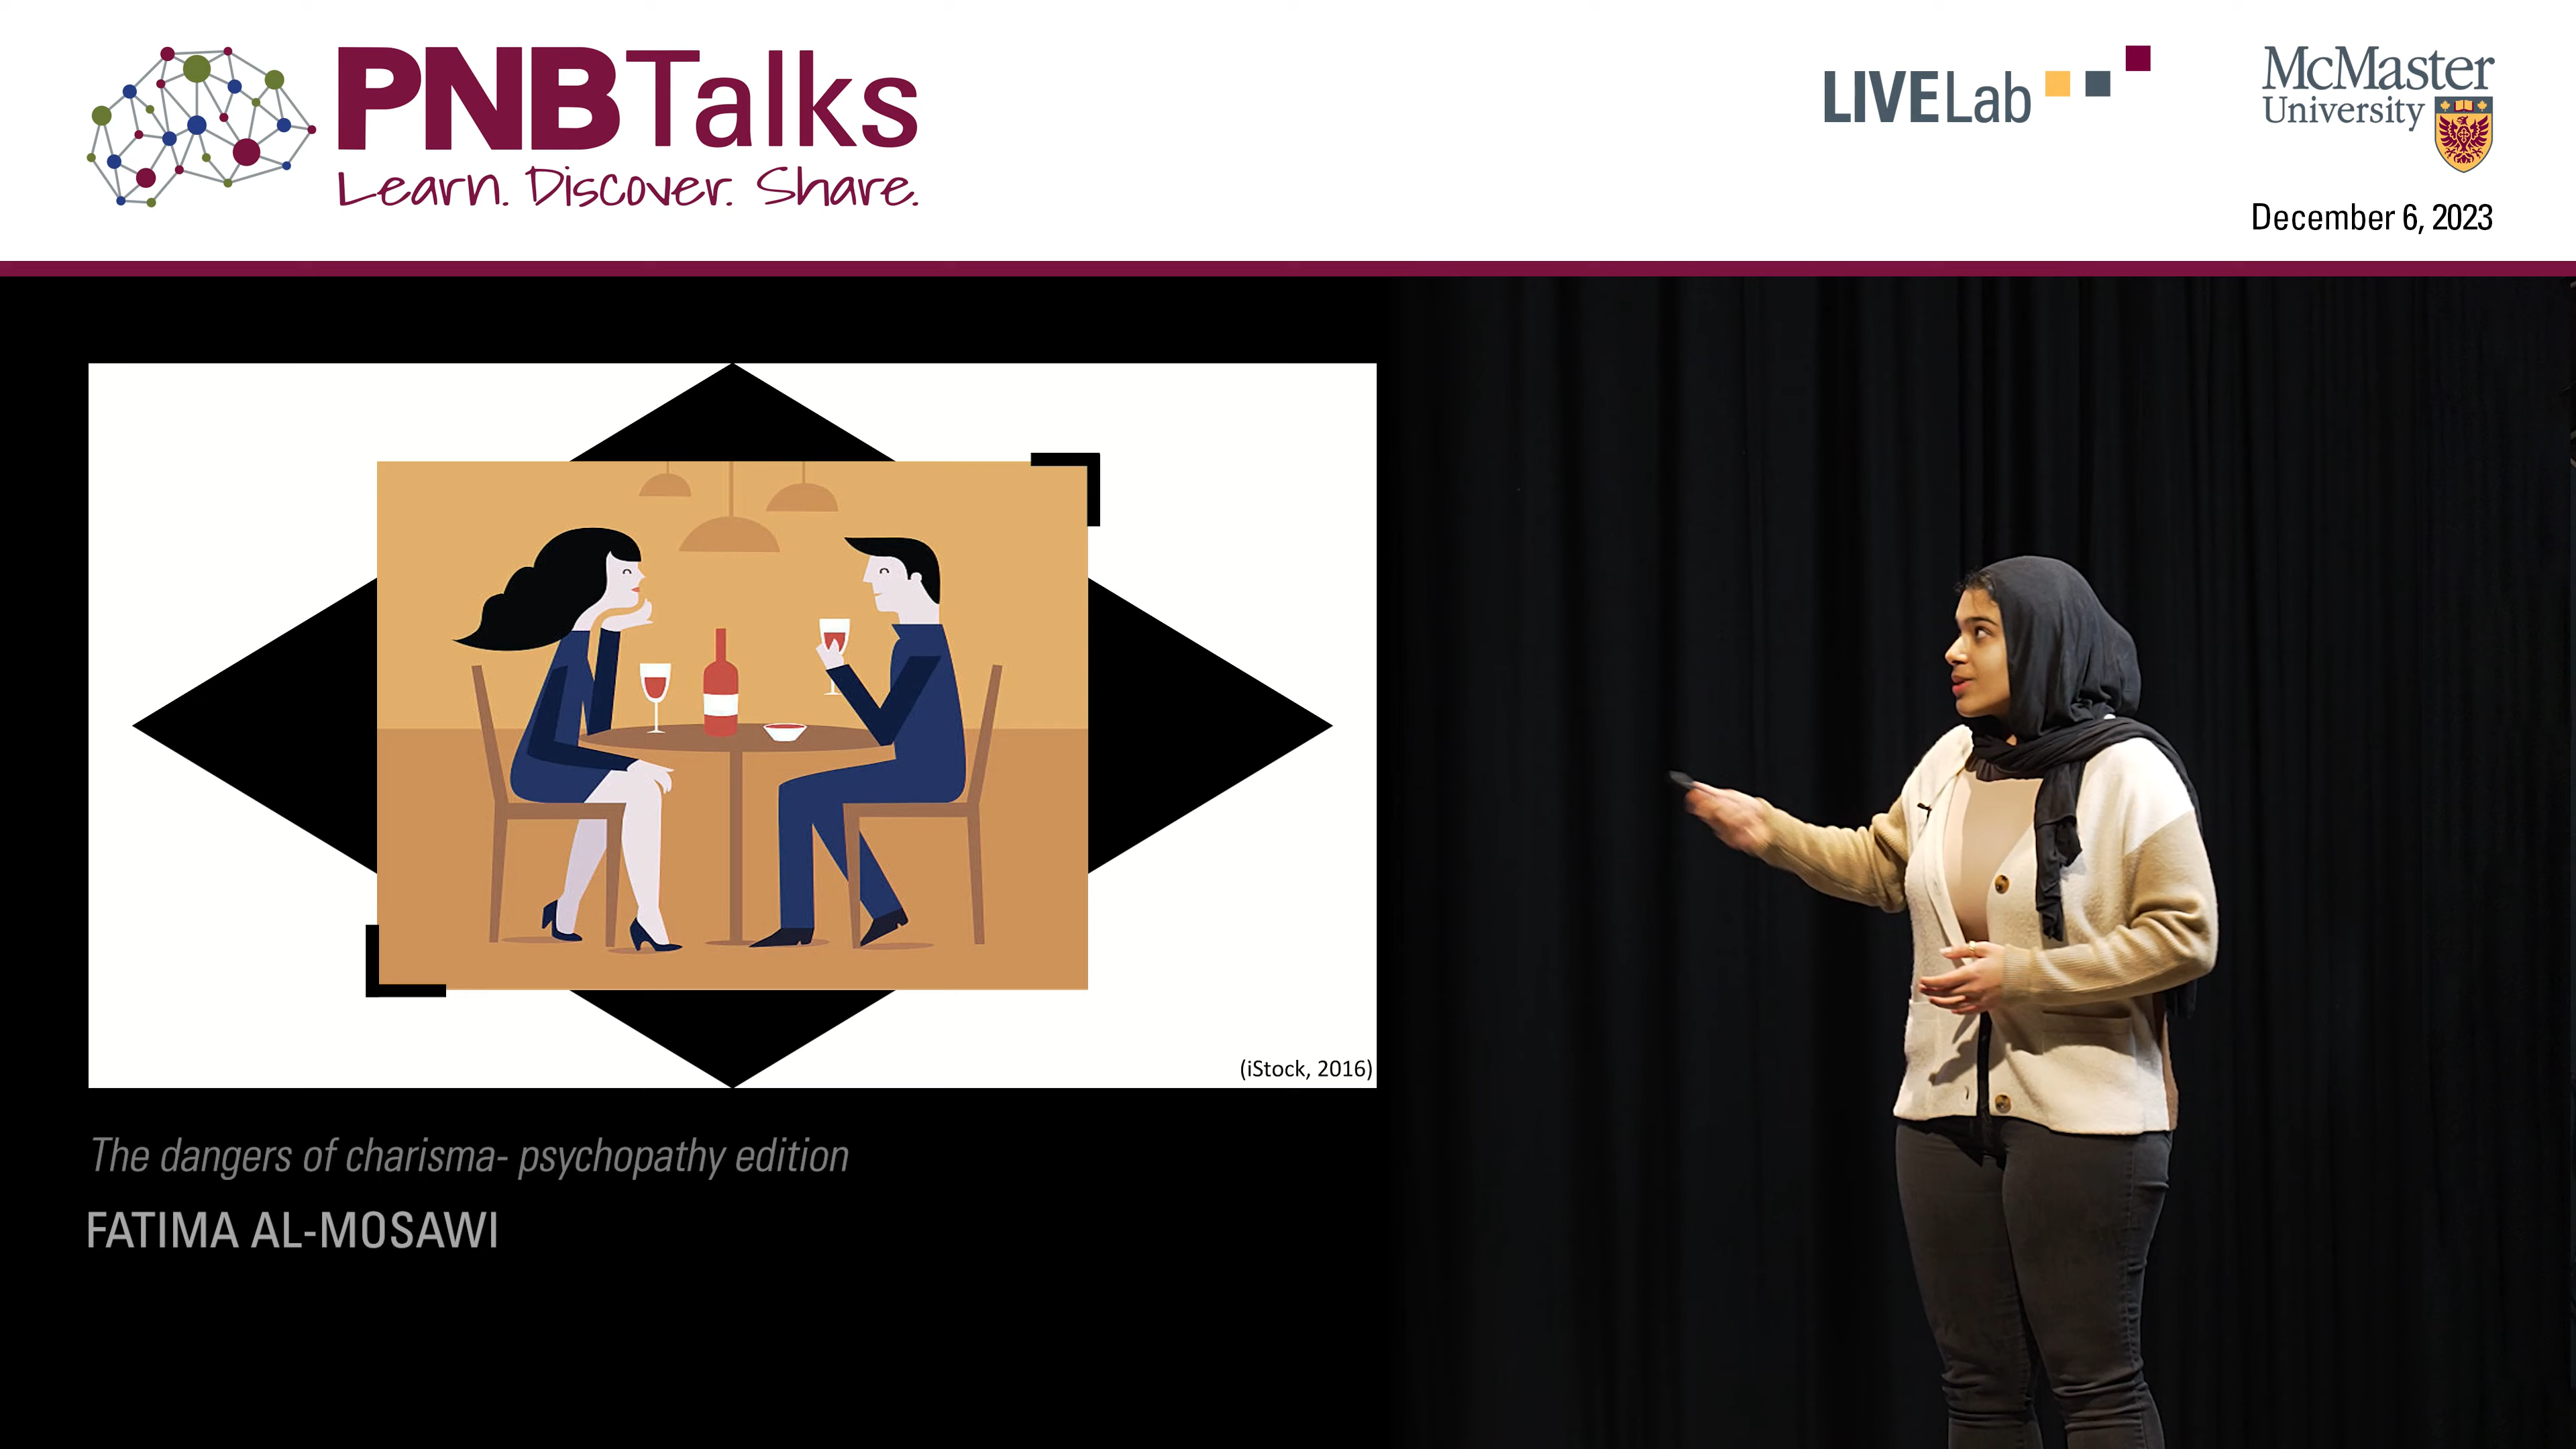 PNBTalks
Learn. Discover. Share.
LIVELab
McMaster
University
December 6, 2023
(iStock, 2016)
The dangers of charisma- psychopathy edition
FATIMA AL-MOSAWI